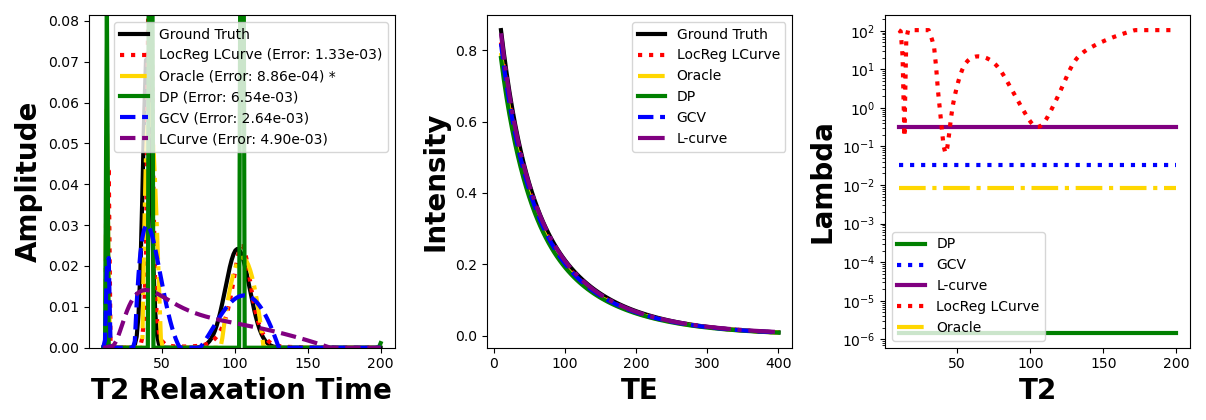 Amplitude
0.08
0.07
0.06
0.05
0.04
0.03
0.02
0.01
0.00
50
100
150
200
T2 Relaxation Time
Ground Truth
LocReg LCurve (Error: 1.33e-03)
Oracle (Error: 8.86e-04) *
DP (Error: 6.54e-03)
GCV (Error: 2.64e-03)
LCurve (Error: 4.90e-03)
Intensity
0.8
0.6
0.4
0.2
0.0
0
100
200
300
400
TE
Ground Truth
LocReg LCurve
Oracle
DP
GCV
L-curve
Lambda
10^2
10^1
10^0
10^-1
10^-2
10^-3
10^-4
10^-5
10^-6
50
100
150
200
T2
DP
GCV
L-curve
LocReg LCurve
Oracle